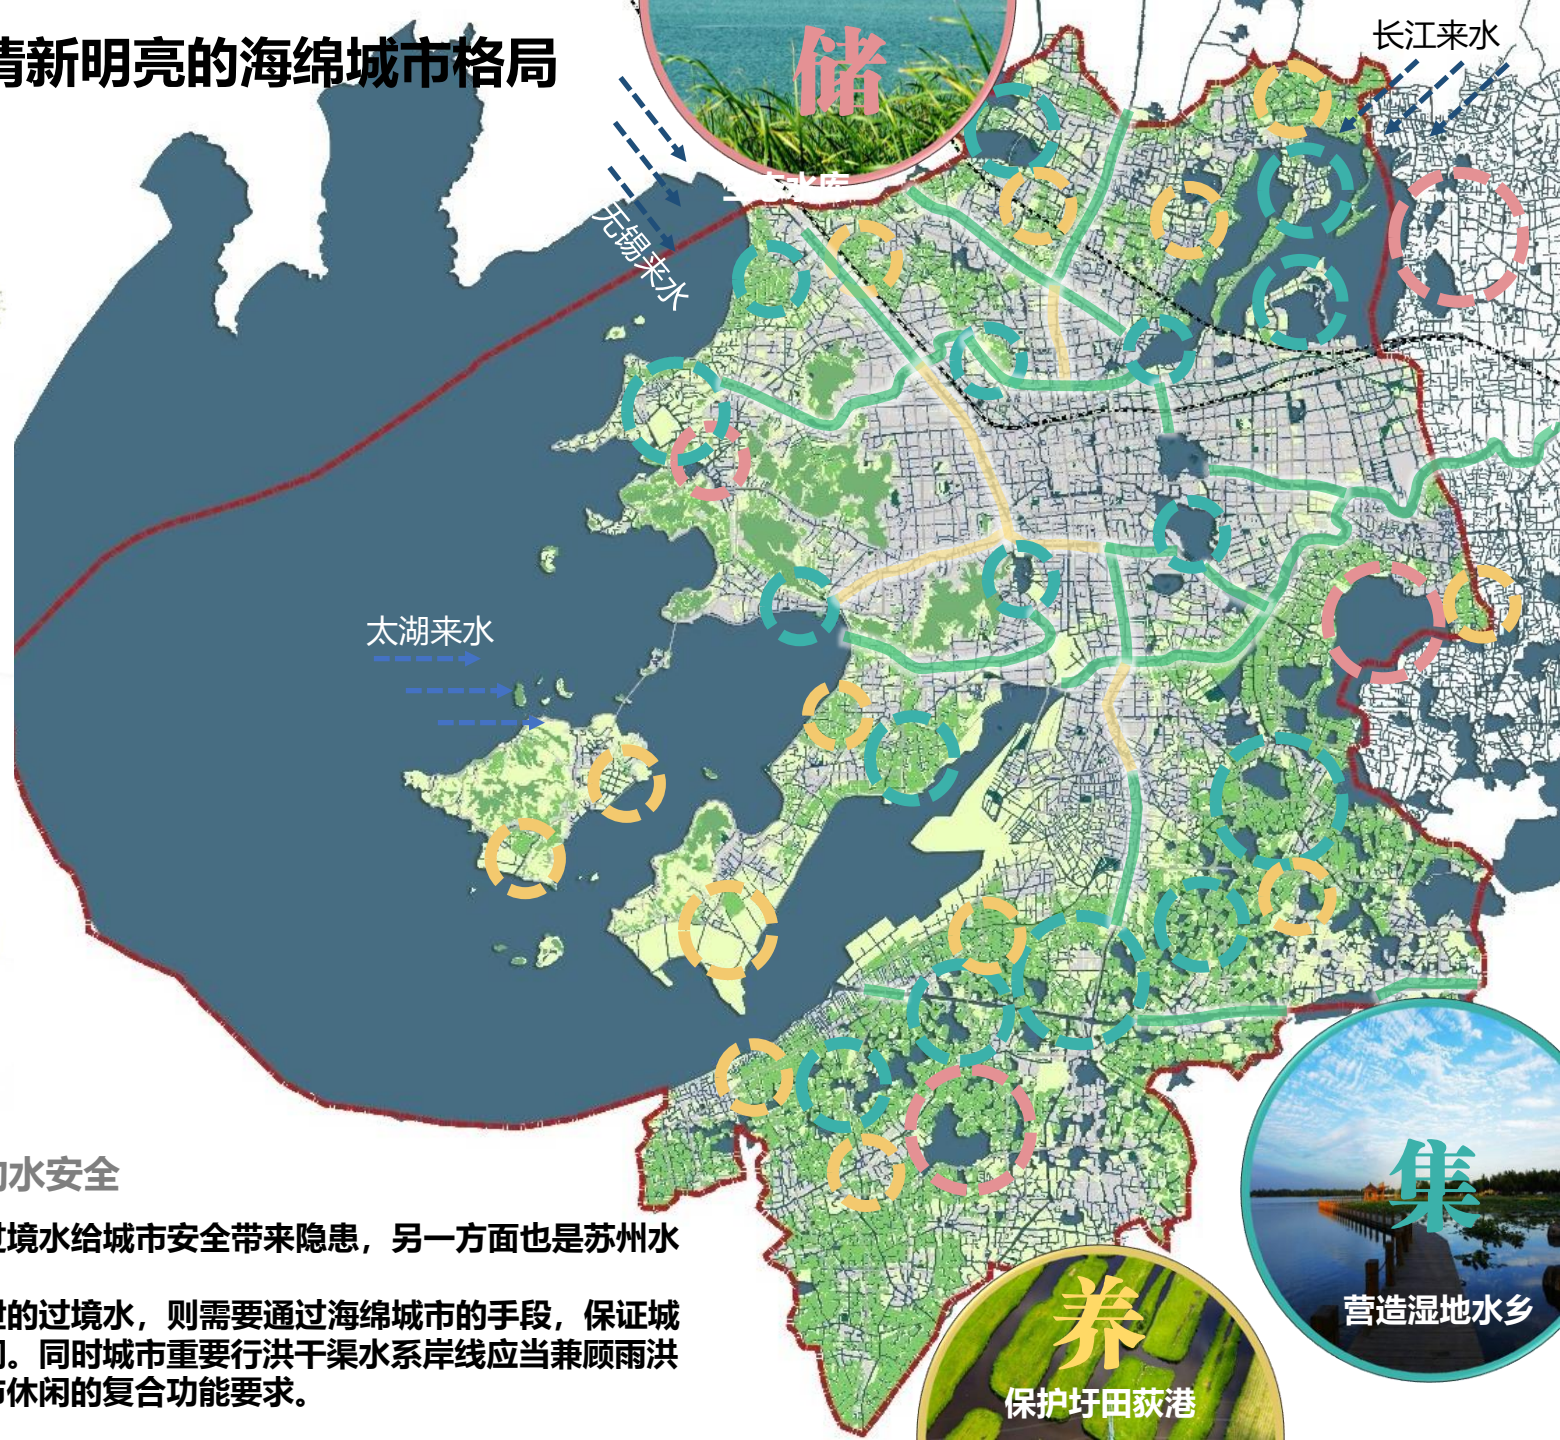 清新明亮的海绵城市格局
储
长江来水
水库
无锡来水
太湖来水
水安全
过境水给城市安全带来隐患，另一方面也是苏州水
的过境水，则需要通过海绵城市的手段，保证城
。同时城市重要行洪干渠水系岸线应当兼顾雨洪
休闲的复合功能要求。
集
营造湿地水乡
养
保护圩田荻港